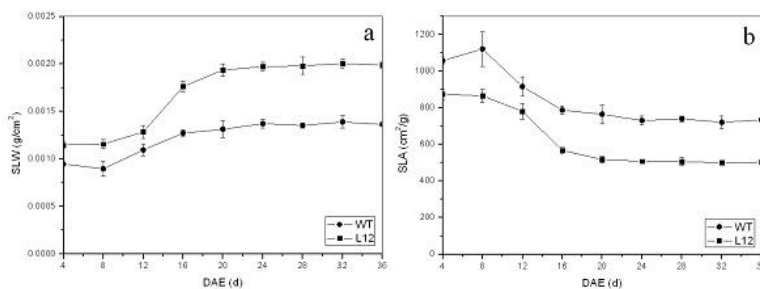 a
0.0025
0.0020
0.0015
0.0010
0.0005
0.0000
SLW (g/cm²)
4 8 12 16 20 24 28 32 36
DAE (d)
WT
L12
b
1200
1000
800
600
400
200
0
SLA (cm²/g)
4 8 12 16 20 24 28 32 36
DAE (d)
WT
L12